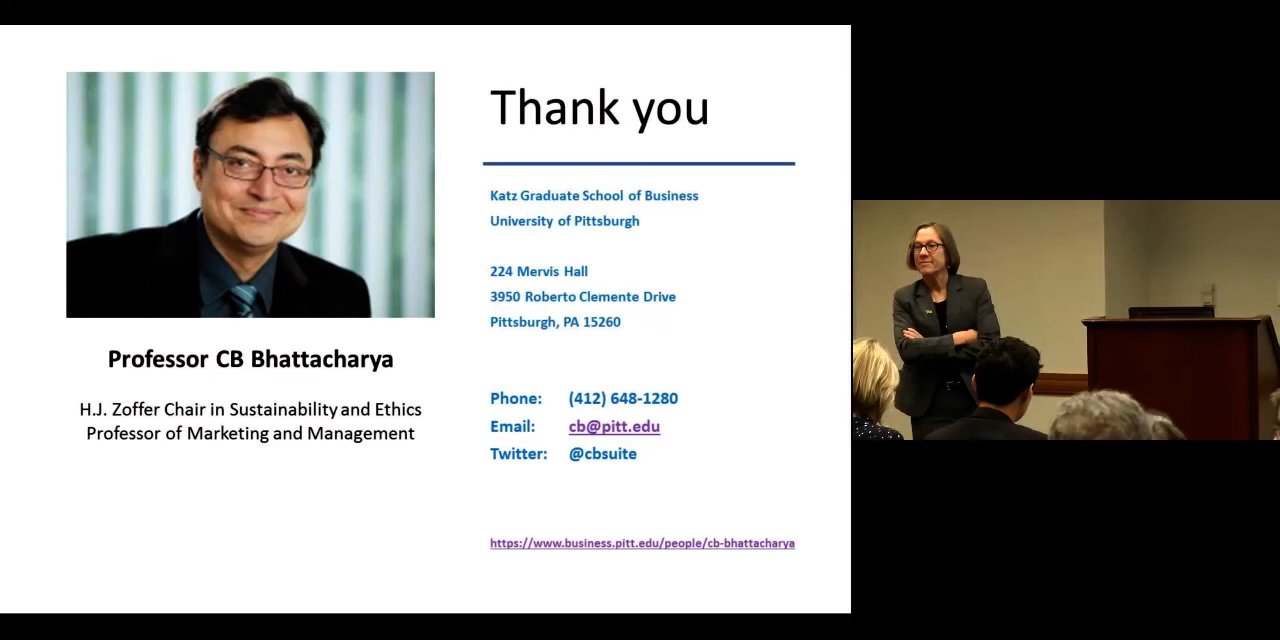 Thank you
Katz Graduate School of Business
University of Pittsburgh
224 Mervis Hall
3950 Roberto Clemente Drive
Pittsburgh, PA 15260
Professor CB Bhattacharya
H.J. Zoffer Chair in Sustainability and Ethics
Professor of Marketing and Management
Phone: (412) 648-1280
Email: cb@pitt.edu
Twitter: @cbsuite
https://www.business.pitt.edu/people/cb-bhattacharya